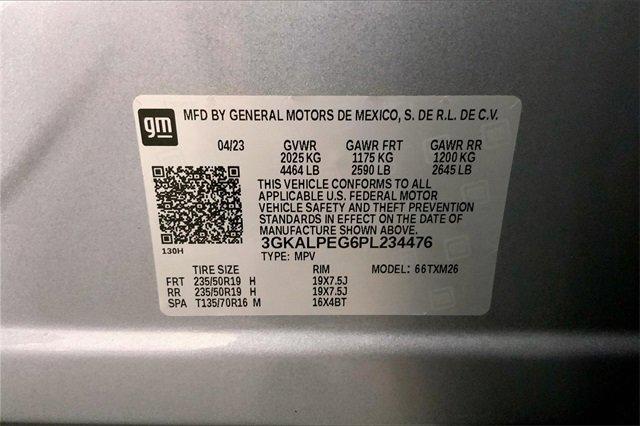 gm
MFD BY GENERAL MOTORS DE MEXICO, S. DE R.L. DE C.V.
04/23 GVWR GAWR FRT GAWR RR
2025 KG 1175 KG 1200 KG
4464 LB 2590 LB 2645 LB
THIS VEHICLE CONFORMS TO ALL
APPLICABLE U.S. FEDERAL MOTOR
VEHICLE SAFETY AND THEFT PREVENTION
STANDARDS IN EFFECT ON THE DATE OF
MANUFACTURE SHOWN ABOVE.
3GKALPEG6PL234476
130H
TYPE: MPV MODEL: 66TXM26
TIRE SIZE RIM
FRT 235/50R19 H 19X7.5J
RR 235/50R19 H 19X7.5J
SPA T135/70R16 M 16X4BT